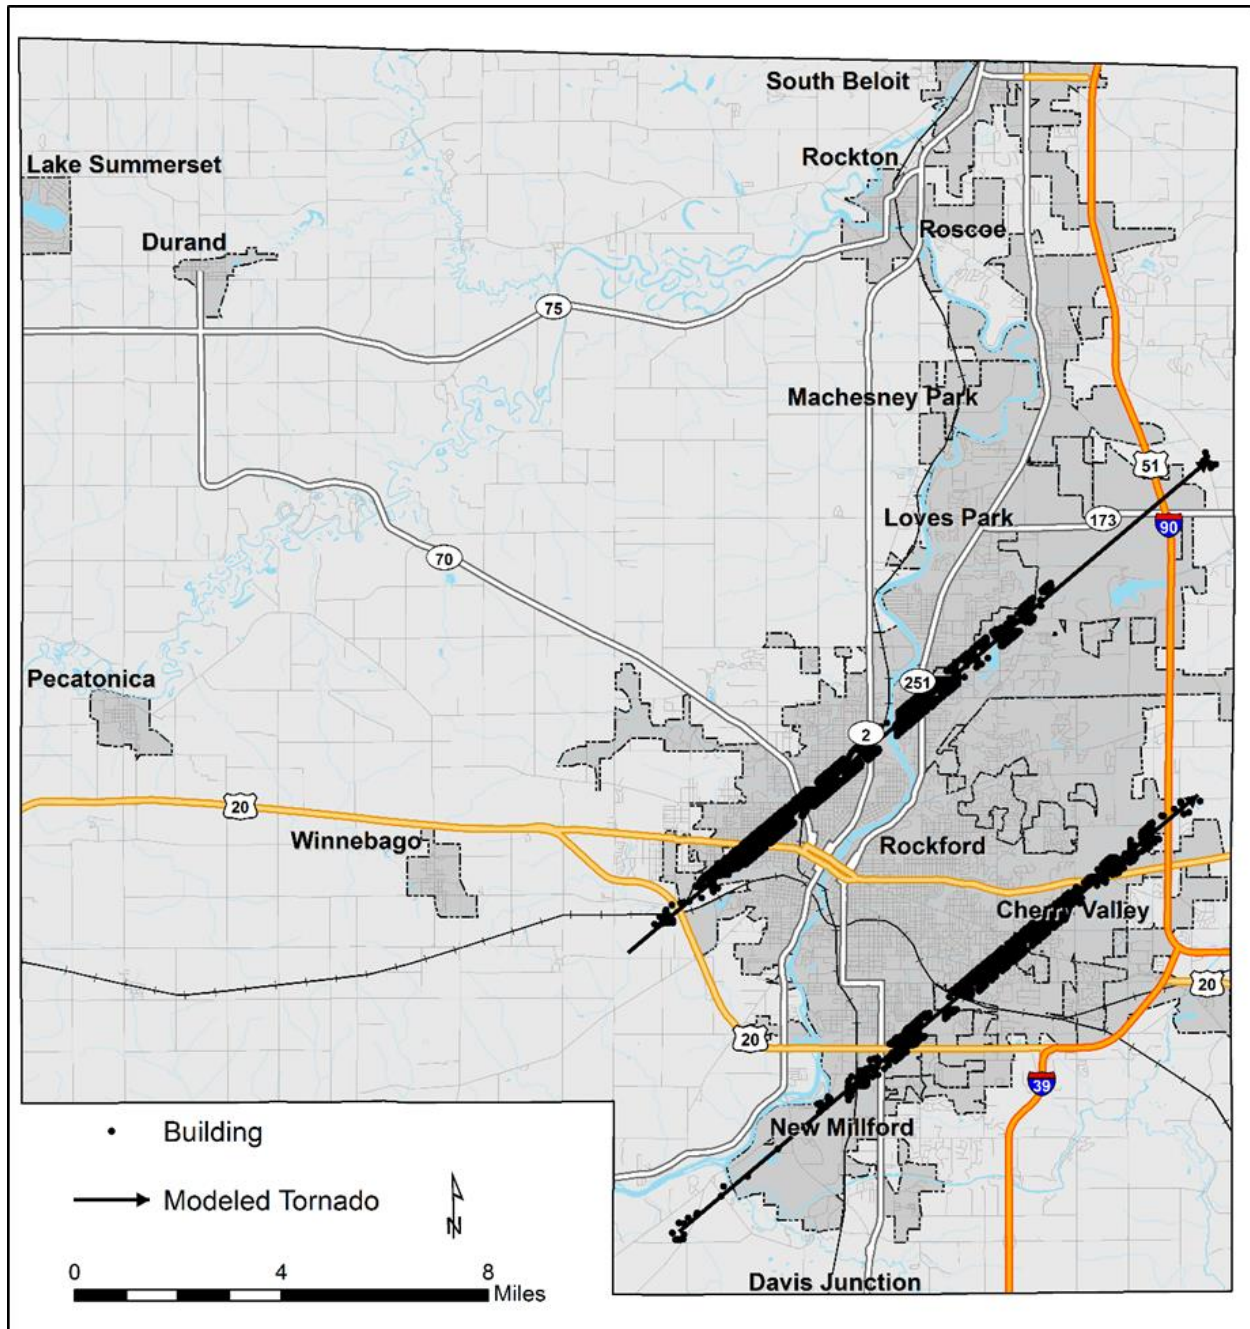 South Beloit
Rockton
Lake Summerset
Roscoe
Durand
75
Machesney Park
51
Loves Park
173
90
70
Pecatonica
251
2
20
Winnebago
Rockford
Cherry Valley
20
20
39
New Millford
Building
Modeled Tornado
N
Davis Junction
0 4 8
Miles